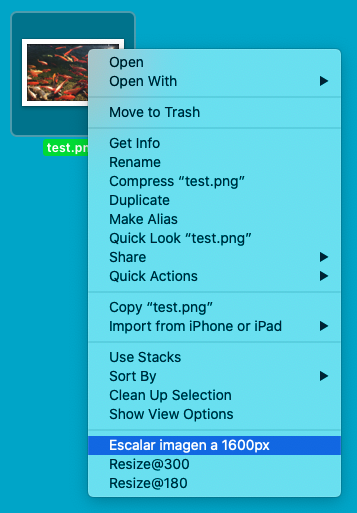 test.pn
Open
Open With
Move to Trash
Get Info
Rename
Compress “test.png”
Duplicate
Make Alias
Quick Look “test.png”
Share
Quick Actions
Copy “test.png”
Import from iPhone or iPad
Use Stacks
Sort By
Clean Up Selection
Show View Options
Escalar imagen a 1600px
Resize@300
Resize@180